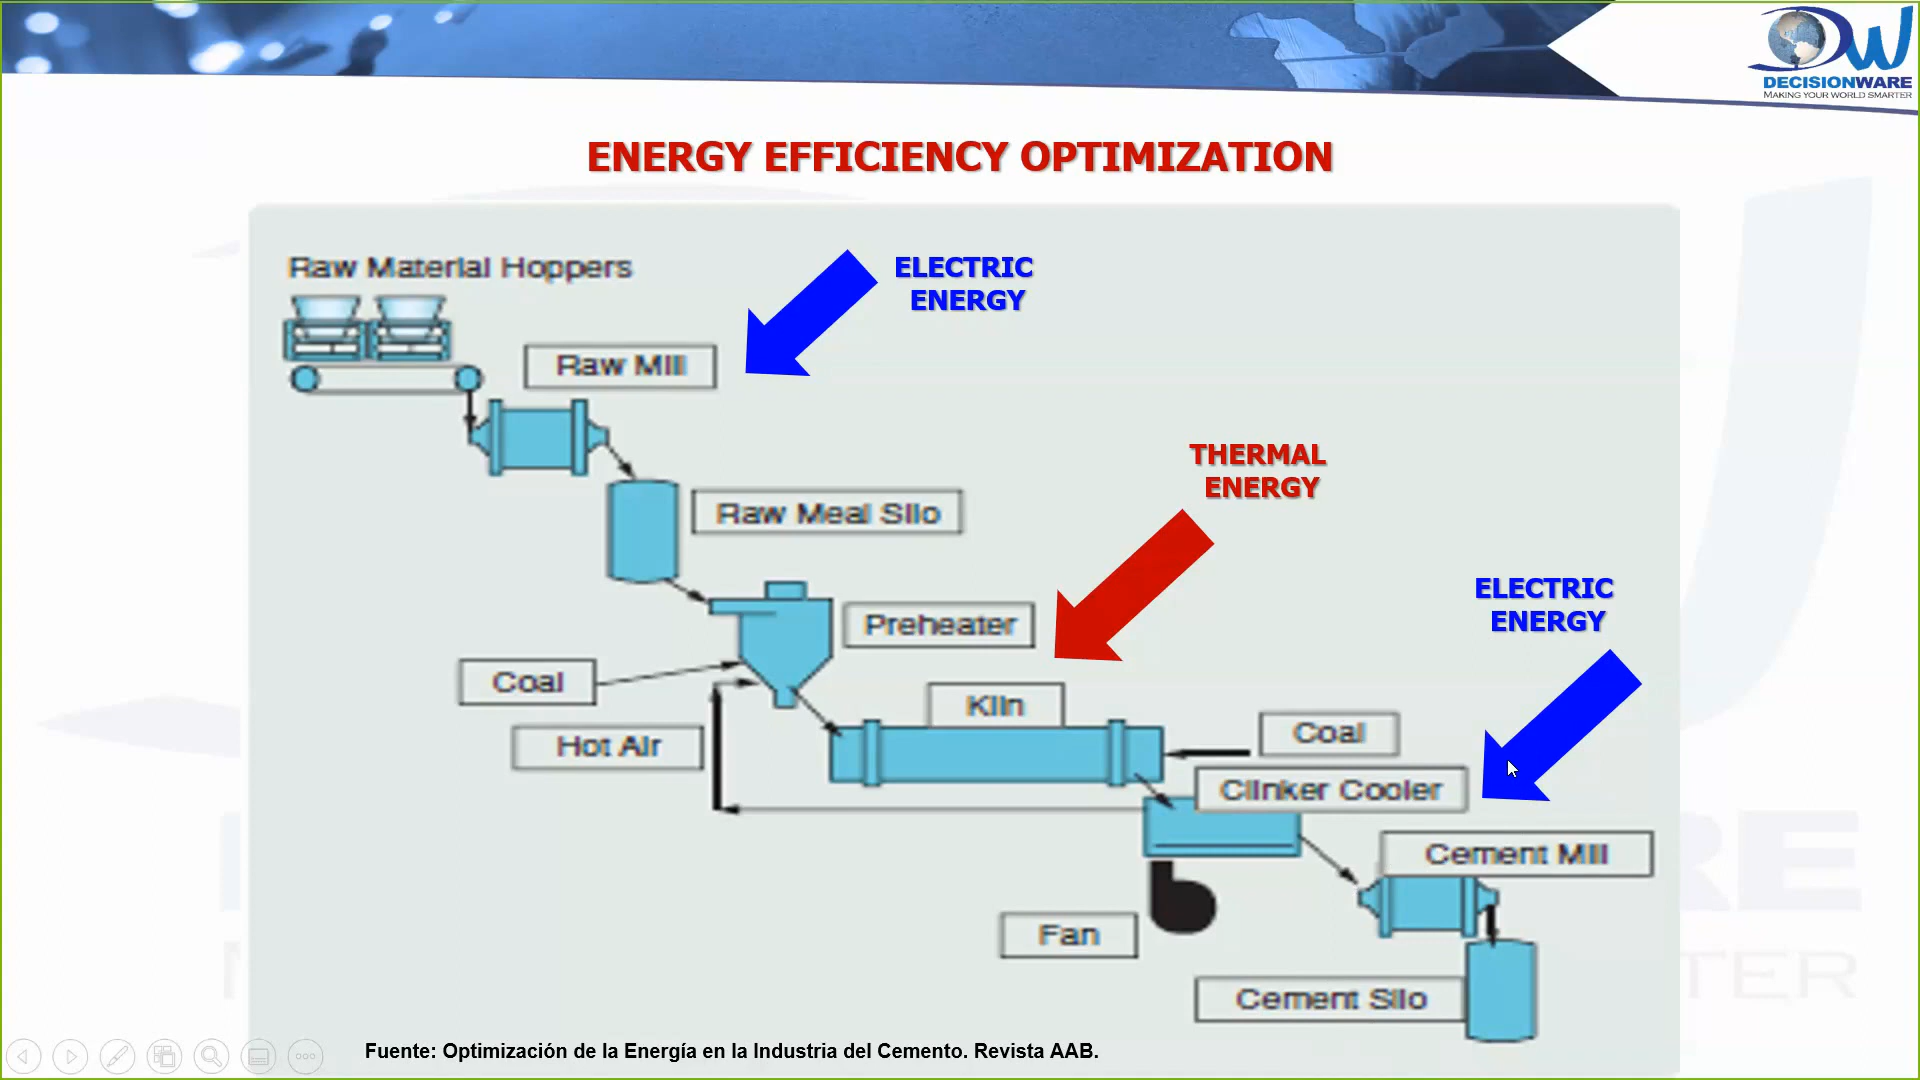 DW
DECISIONWARE
MAKING YOUR WORLD SMARTER
ENERGY EFFICIENCY OPTIMIZATION
Raw Material Hoppers
ELECTRIC
ENERGY
Raw Mill
THERMAL
ENERGY
Raw Meal Silo
ELECTRIC
ENERGY
Preheater
Coal
Kiln
Hot Air
Coal
Clinker Cooler
Cement Mill
Fan
Cement Silo
Fuente: Optimización de la Energía en la Industria del Cemento. Revista AAB.